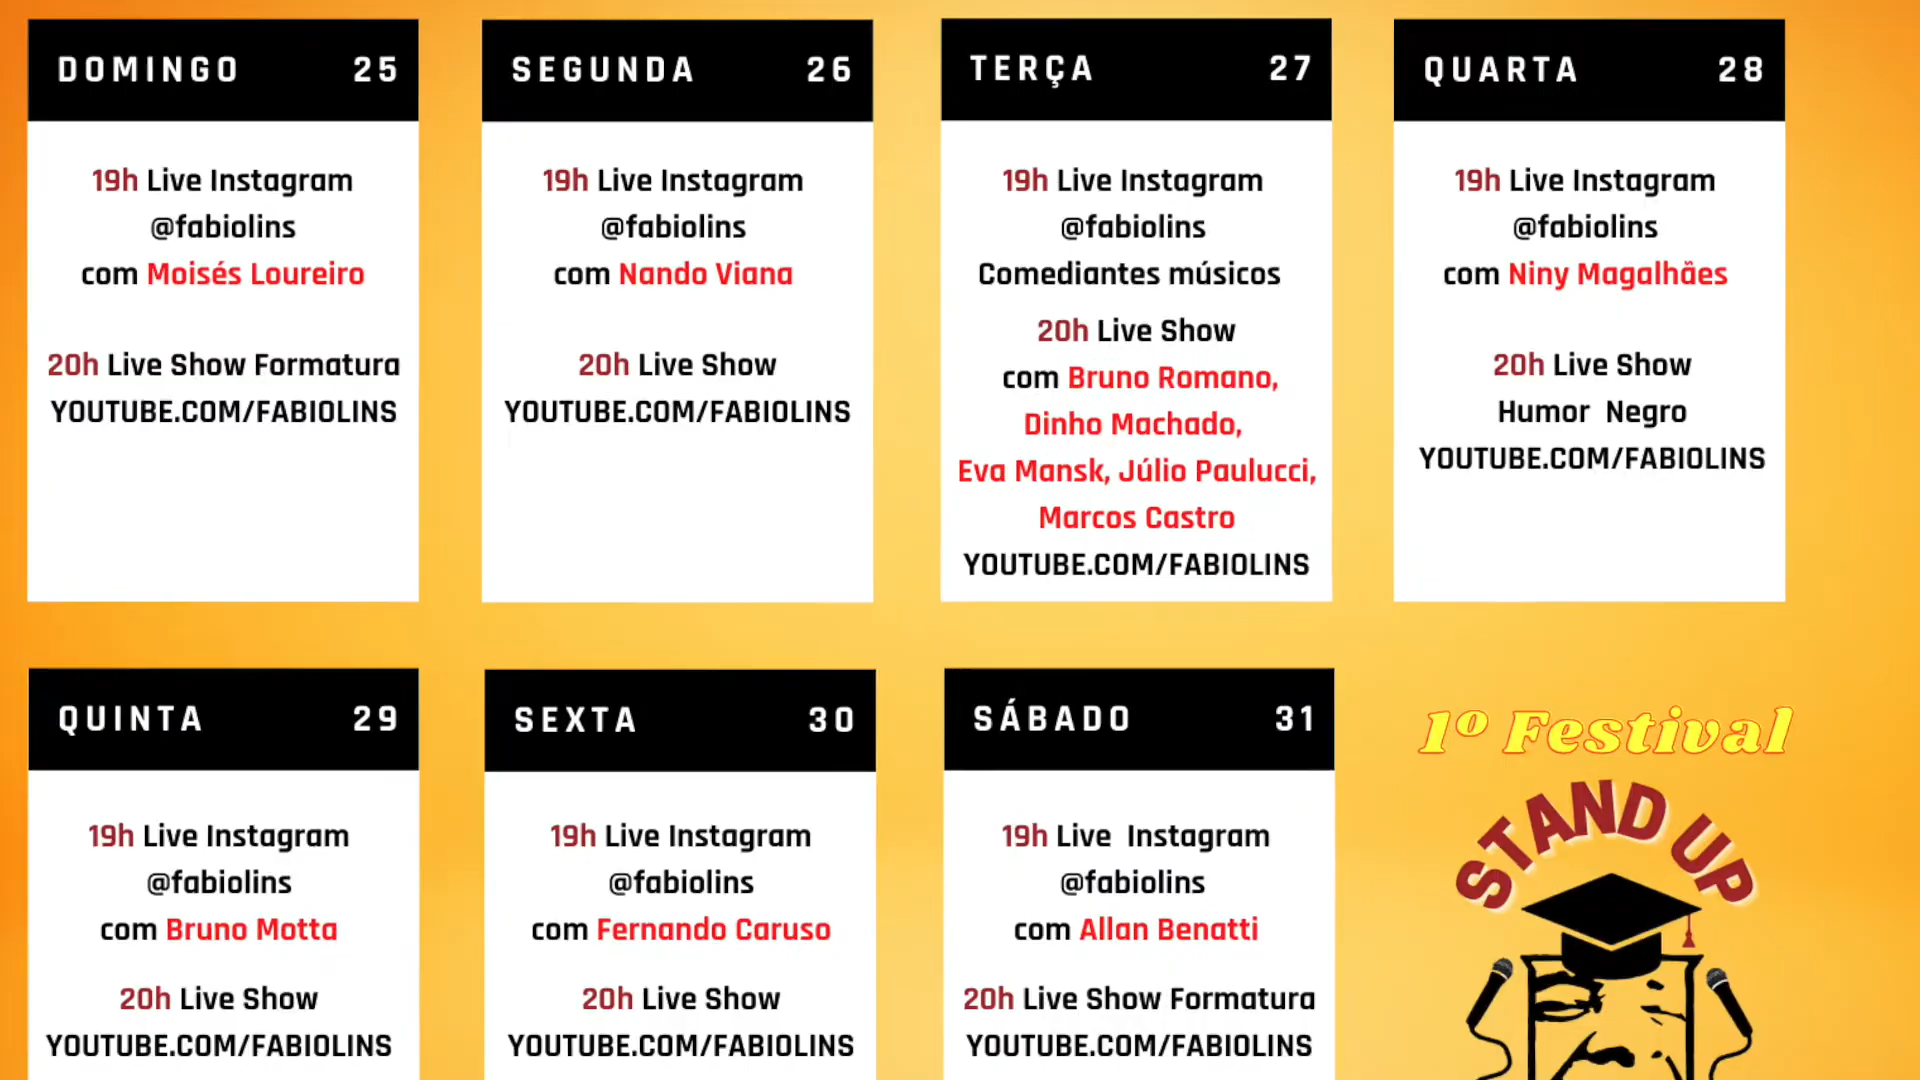 DOMINGO 25
19h Live Instagram
@fabiolins
com Moisés Loureiro
20h Live Show Formatura
YOUTUBE.COM/FABIOLINS
SEGUNDA 26
19h Live Instagram
@fabiolins
com Nando Viana
20h Live Show
YOUTUBE.COM/FABIOLINS
TERÇA 27
19h Live Instagram
@fabiolins
Comediantes músicos
20h Live Show
com Bruno Romano,
Dinho Machado,
Eva Mansk, Júlio Paulucci,
Marcos Castro
YOUTUBE.COM/FABIOLINS
QUARTA 28
19h Live Instagram
@fabiolins
com Niny Magalhães
20h Live Show
Humor Negro
YOUTUBE.COM/FABIOLINS
QUINTA 29
19h Live Instagram
@fabiolins
com Bruno Motta
20h Live Show
YOUTUBE.COM/FABIOLINS
SEXTA 30
19h Live Instagram
@fabiolins
com Fernando Caruso
20h Live Show
YOUTUBE.COM/FABIOLINS
SÁBADO 31
19h Live Instagram
@fabiolins
com Allan Benatti
20h Live Show Formatura
YOUTUBE.COM/FABIOLINS
1º Festival
STAND UP